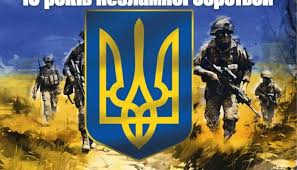 10 років незламної боротьби